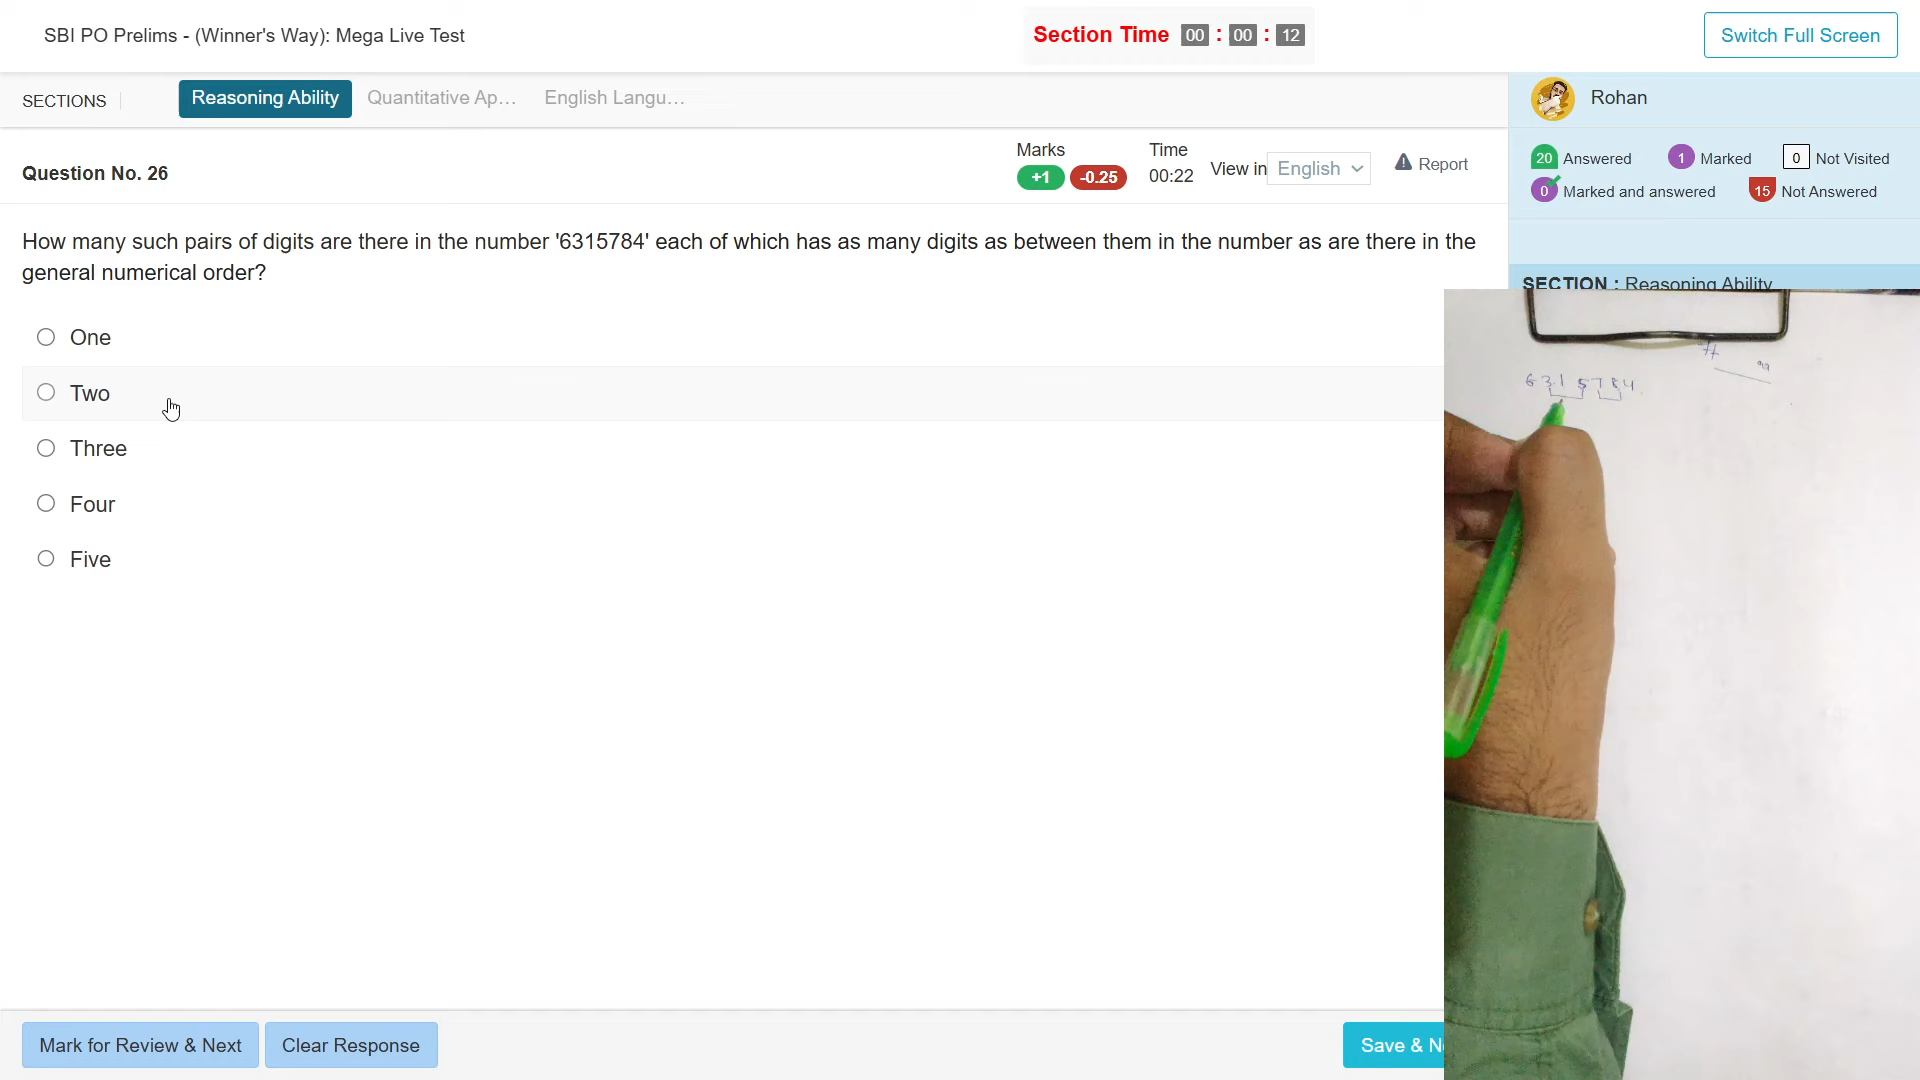 SBI PO Prelims - (Winner's Way): Mega Live Test
Section Time 00 : 00 : 12
Switch Full Screen
SECTIONS
Reasoning Ability
Quantitative Ap...
English Langu...
Rohan
20 Answered
1 Marked
0 Not Visited
0 Marked and answered
15 Not Answered
Question No. 26
Marks
+1 -0.25
Time
00:22
View in English
Report
SECTION : Reasoning Ability
How many such pairs of digits are there in the number '6315784' each of which has as many digits as between them in the number as are there in the
general numerical order?
One
Two
Three
Four
Five
6315784
Mark for Review & Next
Clear Response
Save &